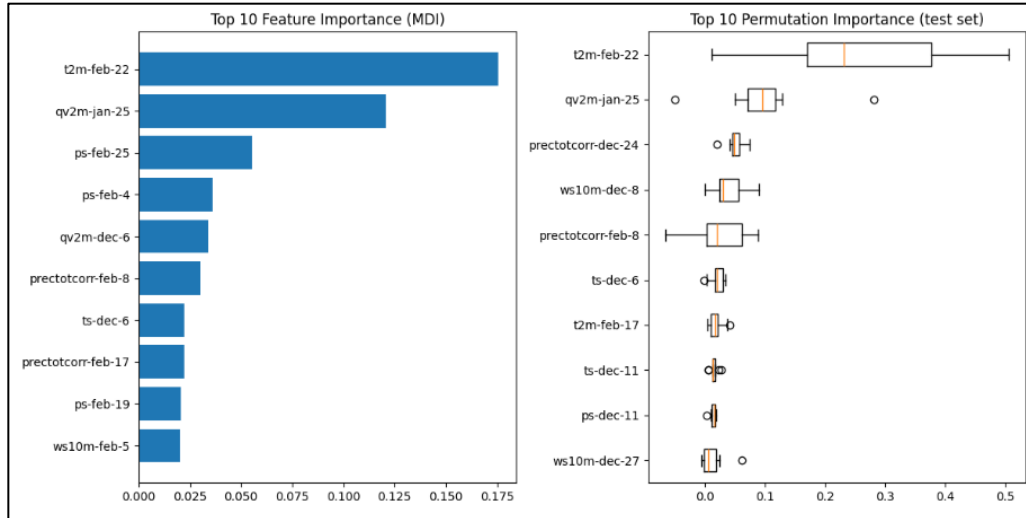 Top 10 Feature Importance (MDI)
t2m-feb-22
qv2m-jan-25
ps-feb-25
ps-feb-4
qv2m-dec-6
prectotcorr-feb-8
ts-dec-6
prectotcorr-feb-17
ps-feb-19
ws10m-feb-5
0.000 0.025 0.050 0.075 0.100 0.125 0.150 0.175
Top 10 Permutation Importance (test set)
t2m-feb-22
qv2m-jan-25
prectotcorr-dec-24
ws10m-dec-8
prectotcorr-feb-8
ts-dec-6
t2m-feb-17
ts-dec-11
ps-dec-11
ws10m-dec-27
0.0 0.1 0.2 0.3 0.4 0.5